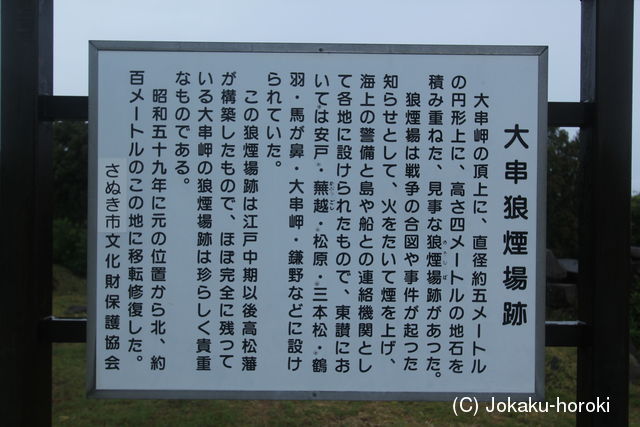 大串狼煙場跡
大串岬の頂上に、直径約五メートル
の円形上に、高さ四メートルの地石を
積み重ねた、見事な狼煙場跡があった。
狼煙場は戦争の合図や事件が起った
知らせとして、火をたいて煙を上げ、
海上の警備と島や船との連絡機関とし
て各地に設けられたもので、東讃にお
いては安戸・蕪越・松原・三本松・鶴
羽・馬が鼻・大串岬・鎌野などに設け
られていた。
この狼煙場跡は江戸中期以後高松藩
が構築したもので、ほぼ完全に残って
いる大串岬の狼煙場跡は珍らしく貴重
なものである。
昭和五十九年に元の位置から北、約
百メートルのこの地に移転修復した。
さぬき市文化財保護協会
(C) Jokaku-horoki